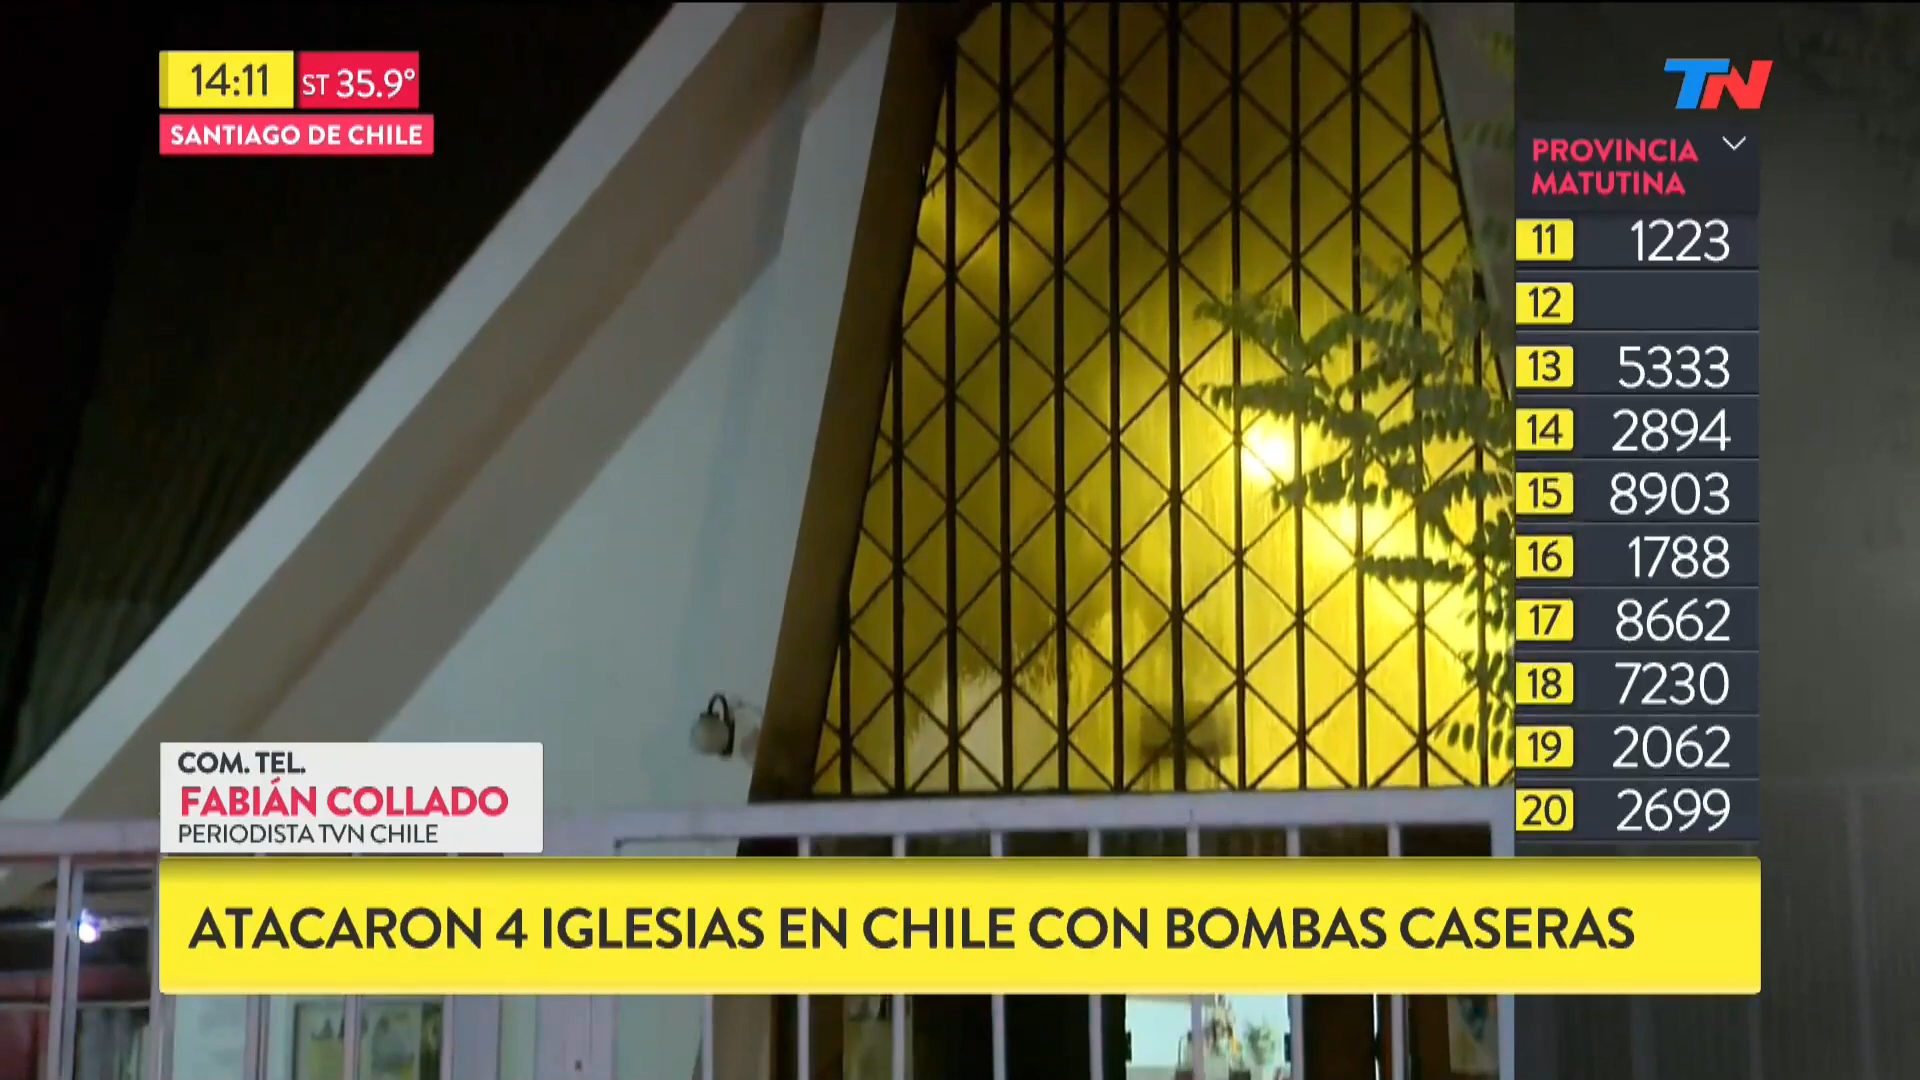 14:11
ST 35.9°
SANTIAGO DE CHILE
TN
PROVINCIA
MATUTINA
11 1223
12
13 5333
14 2894
15 8903
16 1788
17 8662
18 7230
19 2062
20 2699
COM. TEL.
FABIÁN COLLADO
PERIODISTA TVN CHILE
ATACARON 4 IGLESIAS EN CHILE CON BOMBAS CASERAS